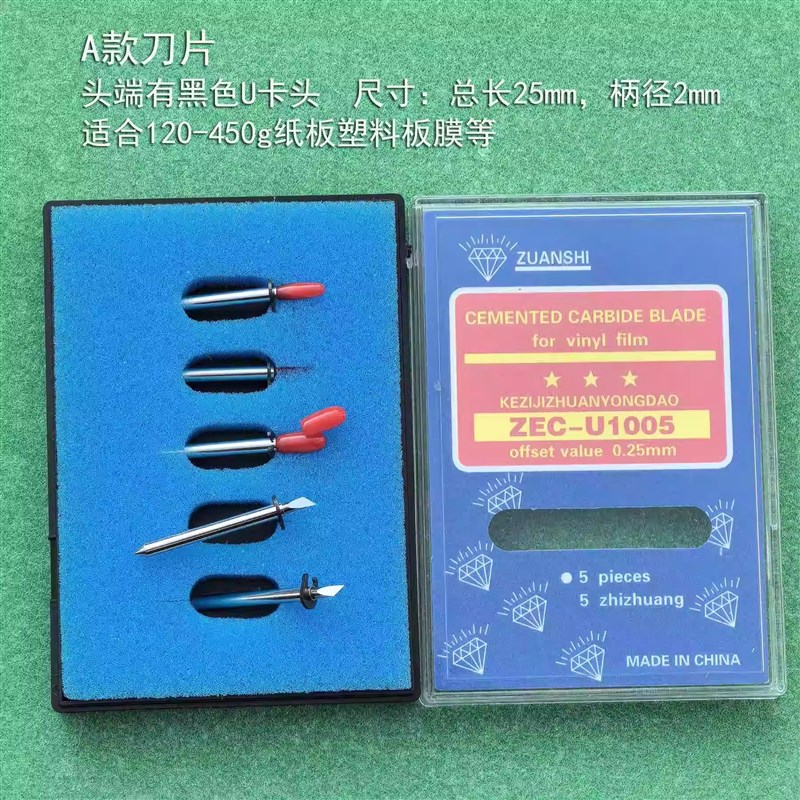 A款刀片
头端有黑色U卡头 尺寸：总长25mm，柄径2mm
适合120-450g纸板塑料板膜等
ZUANSHI
CEMENTED CARBIDE BLADE
for vinyl film
KEZIJIZHUANYONGDAO
ZEC-U1005
offset value 0.25mm
5 pieces
5 zhizhuang
MADE IN CHINA